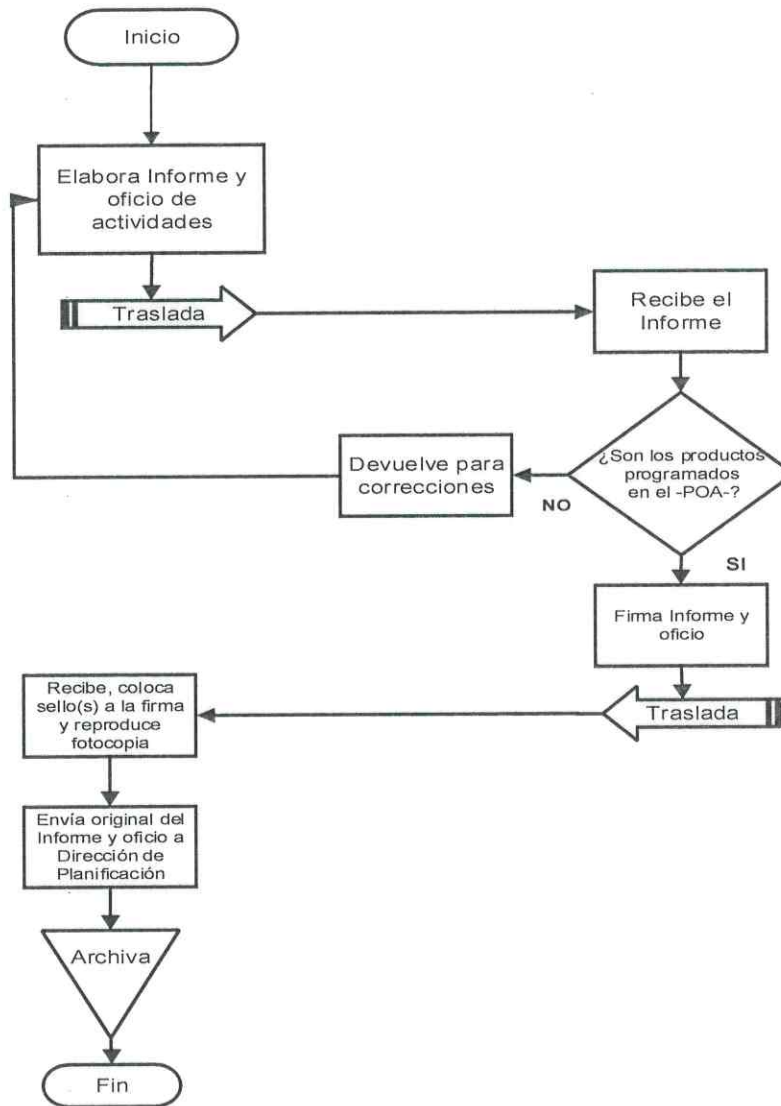 Inicio
Elabora Informe y
oficio de
actividades
Traslada
Recibe el
Informe
¿Son los productos
programados
en el -POA-?
NO
Devuelve para
correcciones
SI
Firma Informe y
oficio
Traslada
Recibe, coloca
sello(s) a la firma
y reproduce
fotocopia
Envía original del
Informe y oficio a
Dirección de
Planificación
Archiva
Fin